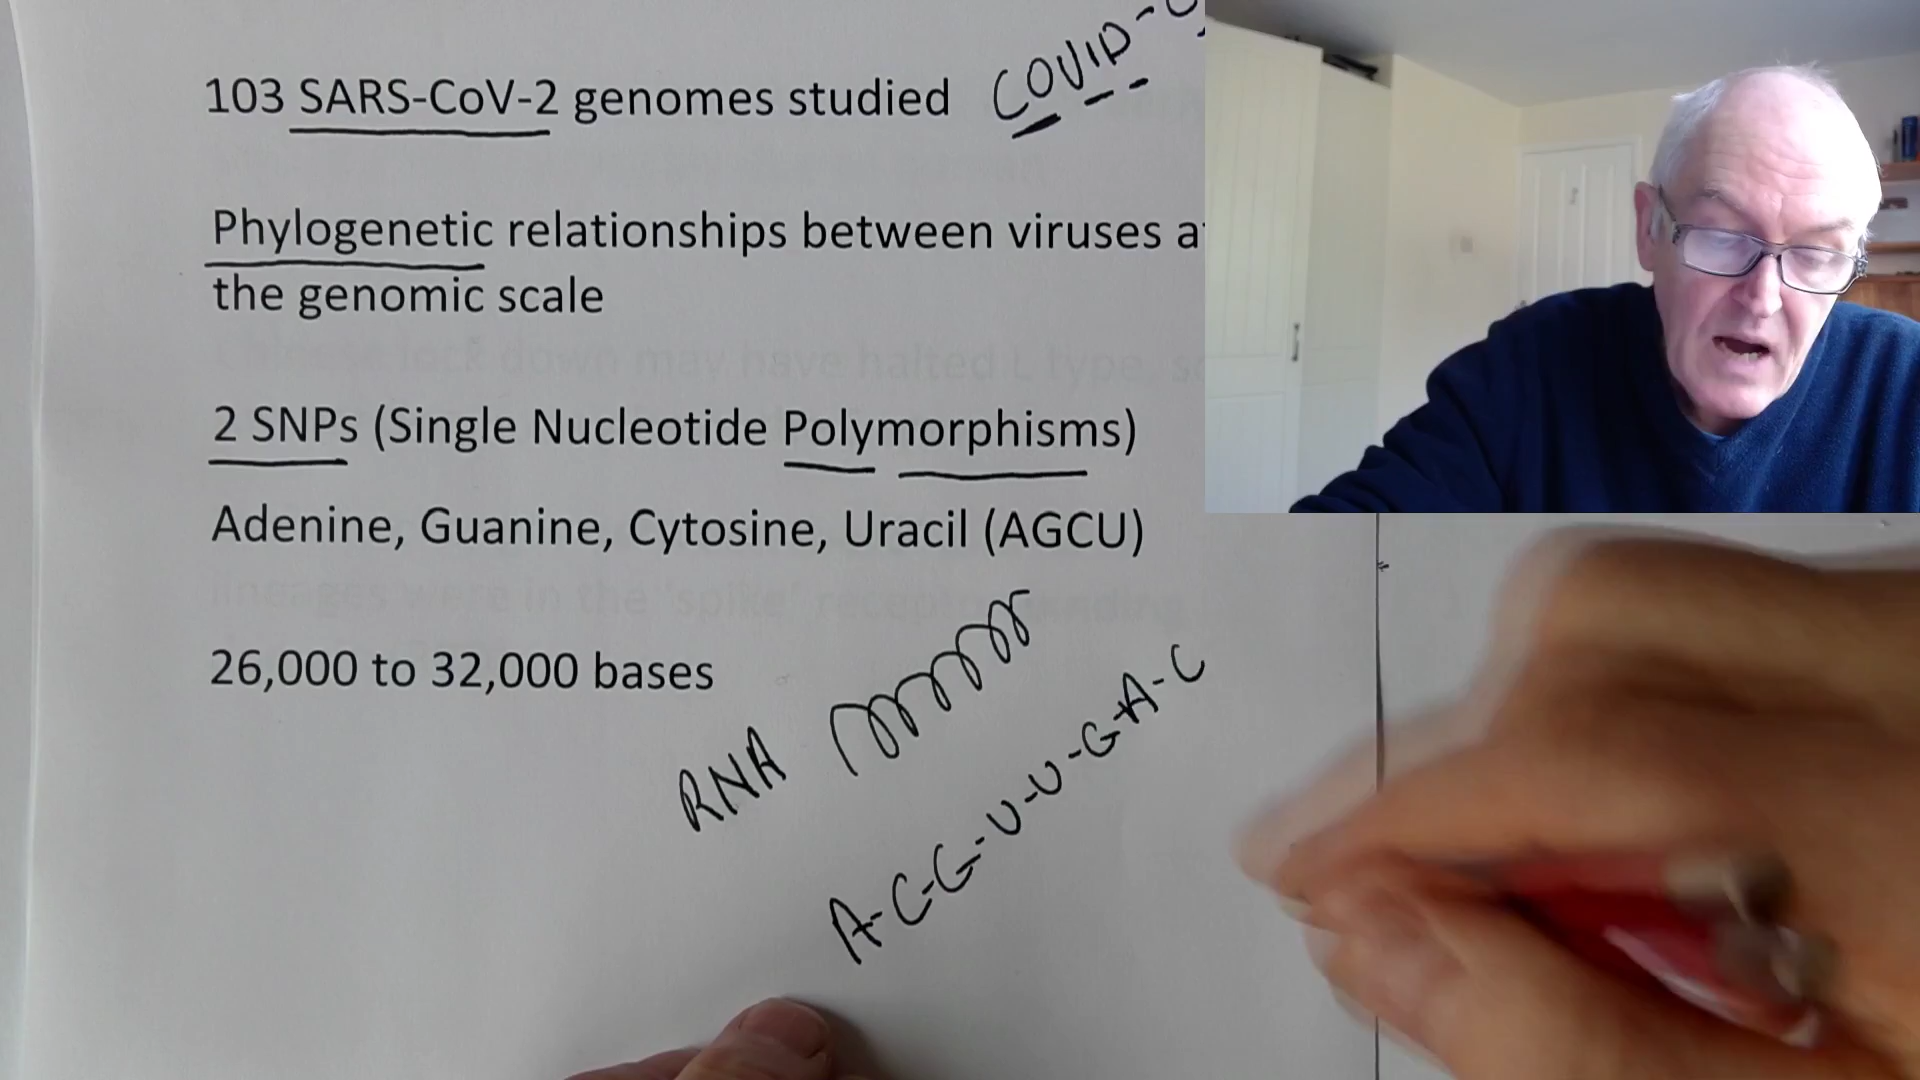 103 SARS-CoV-2 genomes studied
COVID-
Phylogenetic relationships between viruses
the genomic scale
2 SNPs (Single Nucleotide Polymorphisms)
Adenine, Guanine, Cytosine, Uracil (AGCU)
26,000 to 32,000 bases
RNA
A-C-G-U-U-G-A-C